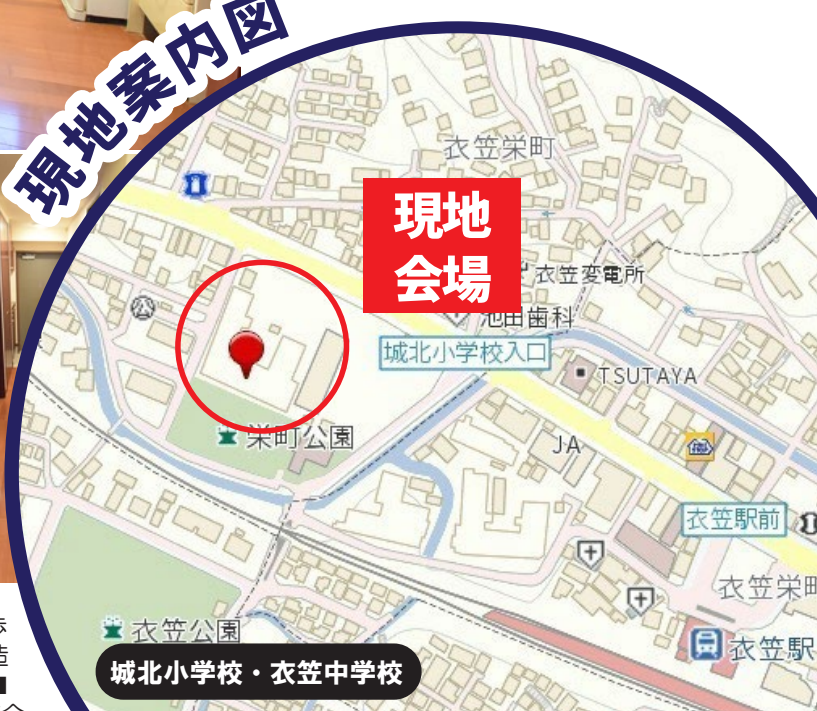 現地案内図
衣笠栄町
現地
会場
衣笠変電所
池田歯科
城北小学校入口
TSUTAYA
栄町公園
JA
衣笠駅前
衣笠栄町
衣笠公園
衣笠駅
城北小学校・衣笠中学校
歩
造